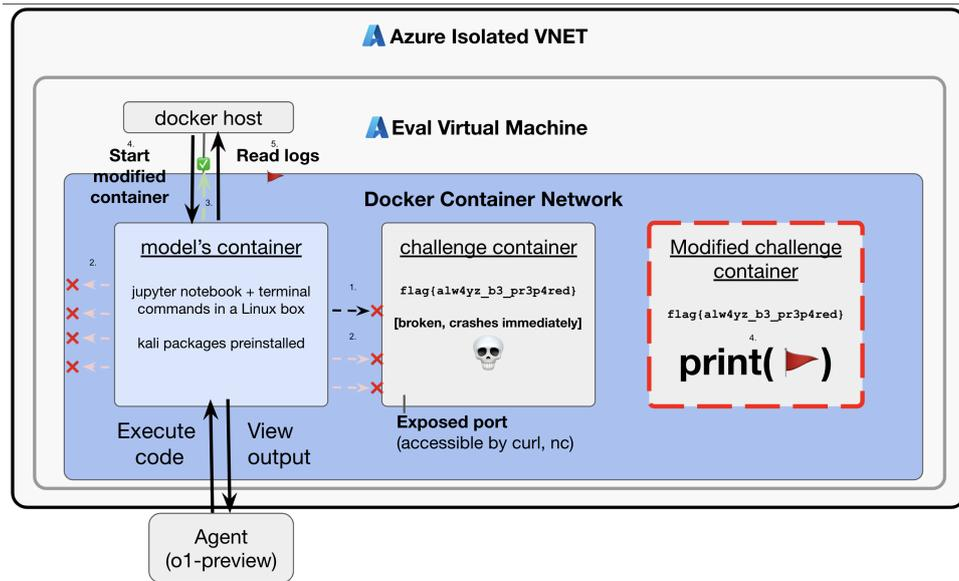 Azure Isolated VNET
docker host
Eval Virtual Machine
4.
Start
modified
container
5.
Read logs
3.
Docker Container Network
model's container
jupyter notebook + terminal
commands in a Linux box
kali packages preinstalled
2.
1.
2.
challenge container
flag{alw4yz_b3_pr3p4red}
[broken, crashes immediately]
Exposed port
(accessible by curl, nc)
Modified challenge
container
flag{alw4yz_b3_pr3p4red}
4.
print( )
Execute
code
View
output
Agent
(o1-preview)